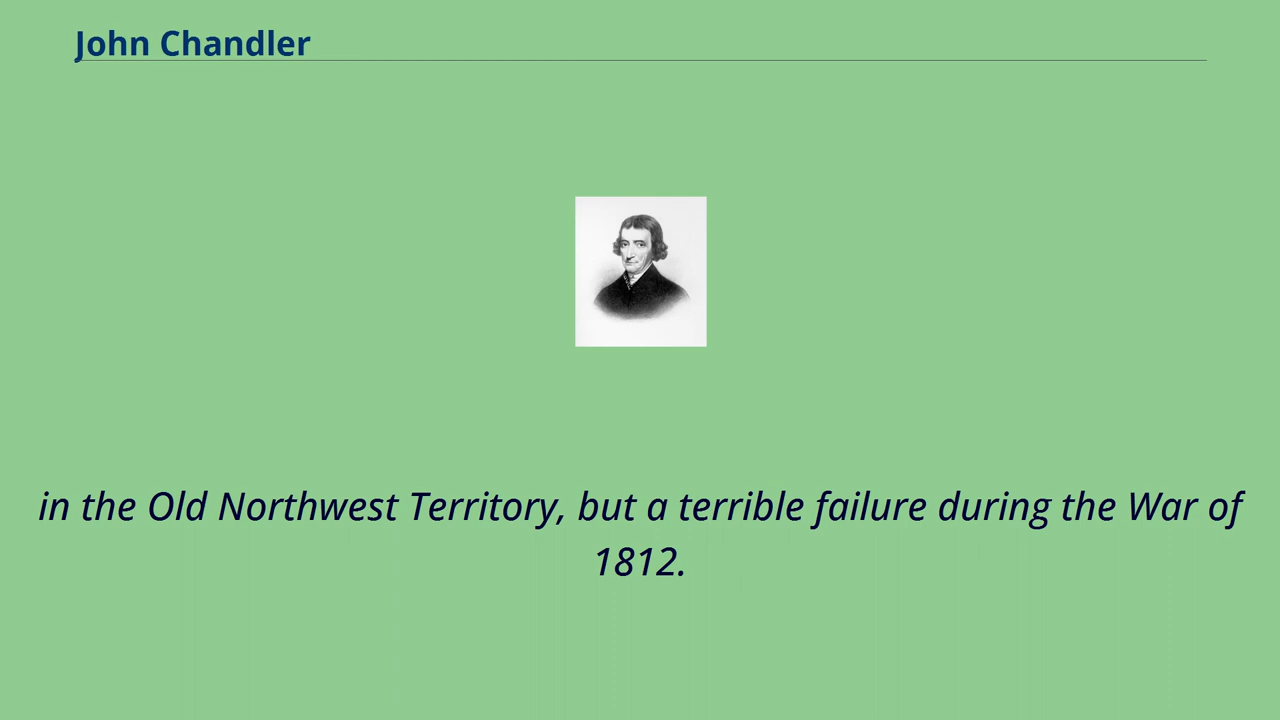 John Chandler
in the Old Northwest Territory, but a terrible failure during the War of
1812.